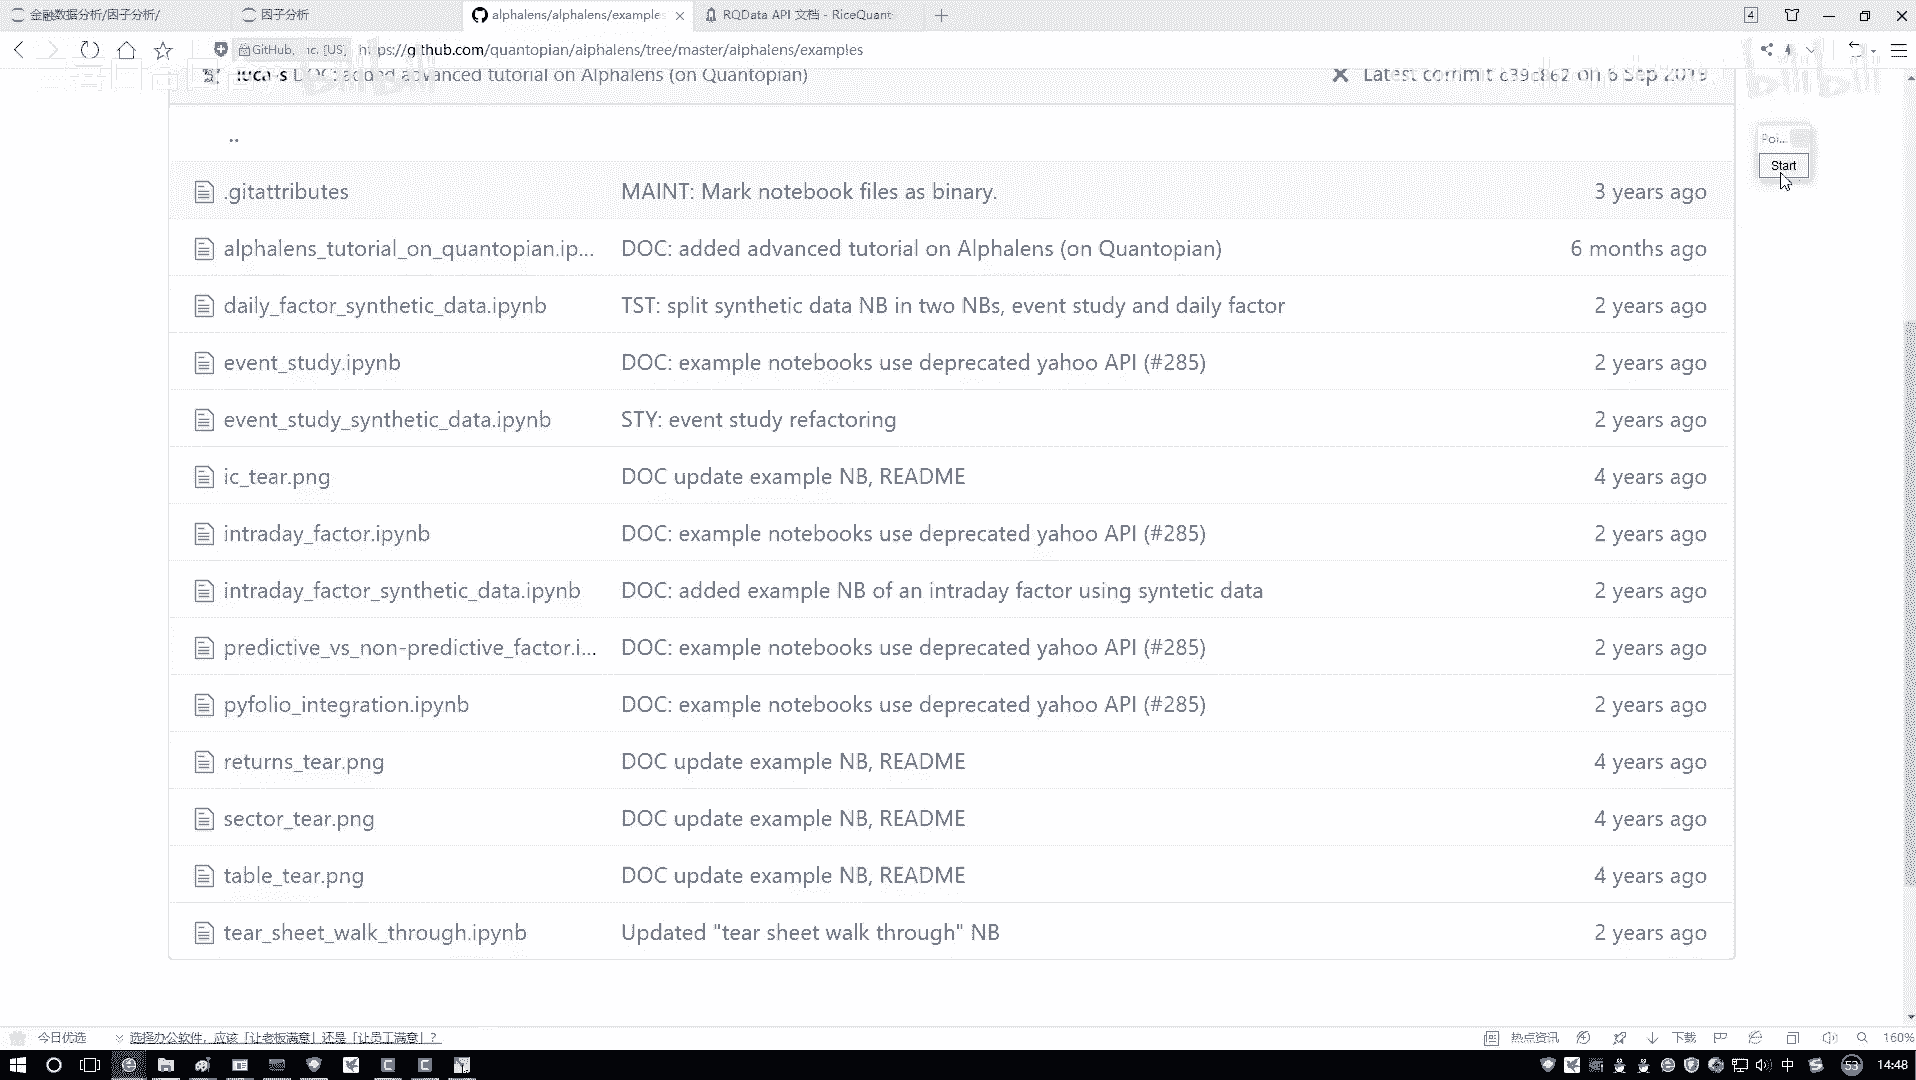 金融数据分析/因子分析/
因子分析
alphalens/alphalens/examples
RQData API 文档 - RiceQuant
4
GitHub, Inc. [US]
https://github.com/quantopian/alphalens/tree/master/alphalens/examples
luca-s DOC: added advanced tutorial on Alphalens (on Quantopian)
Latest commit c39c862 on 6 Sep 2019
bilibili
bilibili
Poi...
Start
..
.gitattributes MAINT: Mark notebook files as binary. 3 years ago
alphalens_tutorial_on_quantopian.ip... DOC: added advanced tutorial on Alphalens (on Quantopian) 6 months ago
daily_factor_synthetic_data.ipynb TST: split synthetic data NB in two NBs, event study and daily factor 2 years ago
event_study.ipynb DOC: example notebooks use deprecated yahoo API (#285) 2 years ago
event_study_synthetic_data.ipynb STY: event study refactoring 2 years ago
ic_tear.png DOC update example NB, README 4 years ago
intraday_factor.ipynb DOC: example notebooks use deprecated yahoo API (#285) 2 years ago
intraday_factor_synthetic_data.ipynb DOC: added example NB of an intraday factor using syntetic data 2 years ago
predictive_vs_non-predictive_factor.i... DOC: example notebooks use deprecated yahoo API (#285) 2 years ago
pyfolio_integration.ipynb DOC: example notebooks use deprecated yahoo API (#285) 2 years ago
returns_tear.png DOC update example NB, README 4 years ago
sector_tear.png DOC update example NB, README 4 years ago
table_tear.png DOC update example NB, README 4 years ago
tear_sheet_walk_through.ipynb Updated "tear sheet walk through" NB 2 years ago
今日优选 选择办公软件，应该「让老板满意」还是「让员工满意」？ 热点资讯 下载 160%
中 53 14:48